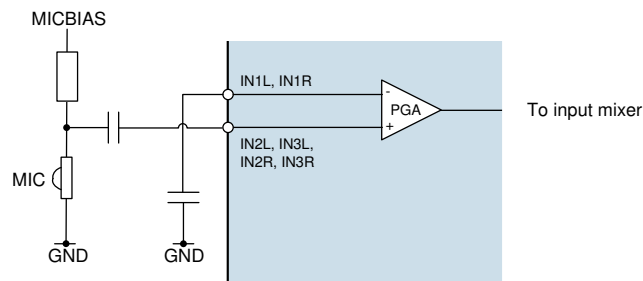 MICBIAS
IN1L, IN1R
-
PGA
To input mixer
+
IN2L, IN3L,
IN2R, IN3R
MIC
GND
GND